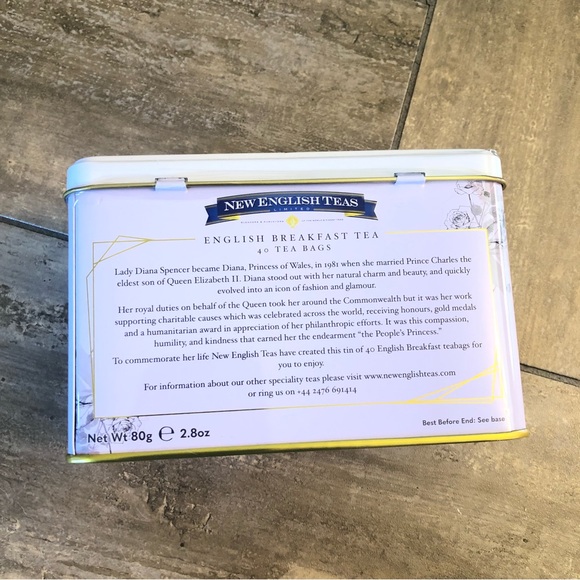 NEW ENGLISH TEAS
LIMITED
ENGLISH BREAKFAST TEA
40 TEA BAGS
Lady Diana Spencer became Diana, Princess of Wales, in 1981 when she married Prince Charles the
eldest son of Queen Elizabeth II. Diana stood out with her natural charm and beauty, and quickly
evolved into an icon of fashion and glamour.
Her royal duties on behalf of the Queen took her around the Commonwealth but it was her work
supporting charitable causes which was celebrated across the world, receiving honours, gold medals
and a humanitarian award in appreciation of her philanthropic efforts. It was this compassion,
humility, and kindness that earned her the endearment “the People's Princess.”
To commemorate her life New English Teas have created this tin of 40 English Breakfast teabags for
you to enjoy.
For information about our other speciality teas please visit www.newenglishteas.com
or ring us on +44 2476 691414
Net Wt 80g ℮ 2.8oz
Best Before End: See base